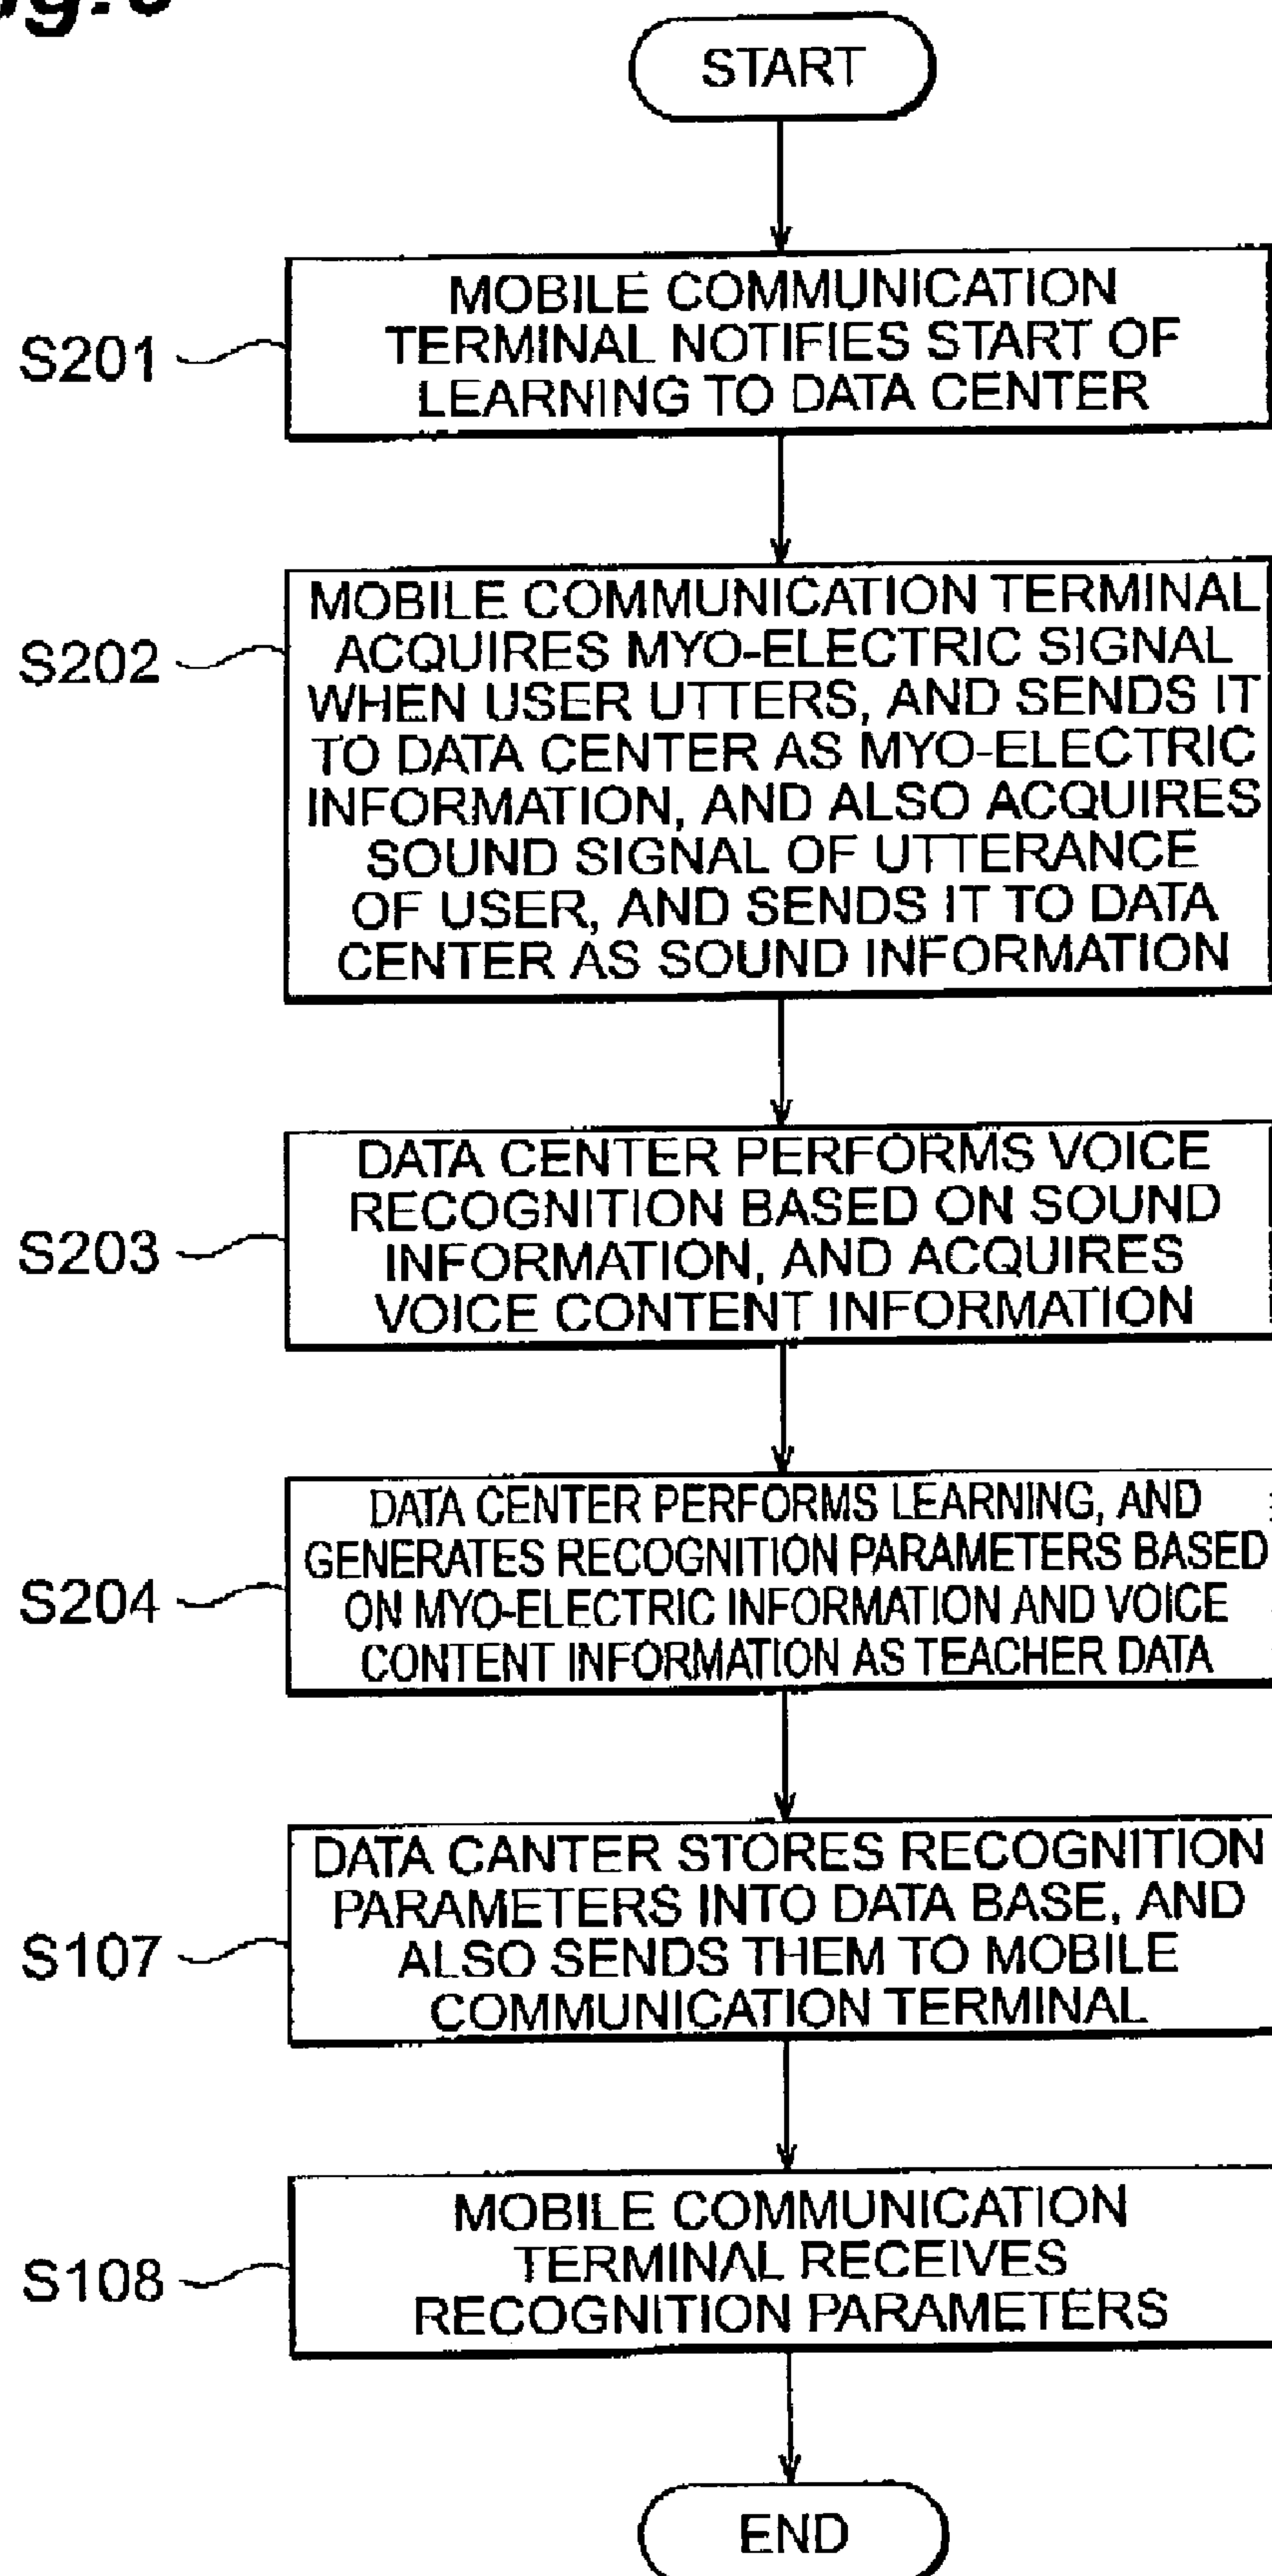 START
S201
MOBILE COMMUNICATION
TERMINAL NOTIFIES START OF
LEARNING TO DATA CENTER
S202
MOBILE COMMUNICATION TERMINAL
ACQUIRES MYO-ELECTRIC SIGNAL
WHEN USER UTTERS, AND SENDS IT
TO DATA CENTER AS MYO-ELECTRIC
INFORMATION, AND ALSO ACQUIRES
SOUND SIGNAL OF UTTERANCE
OF USER, AND SENDS IT TO DATA
CENTER AS SOUND INFORMATION
S203
DATA CENTER PERFORMS VOICE
RECOGNITION BASED ON SOUND
INFORMATION, AND ACQUIRES
VOICE CONTENT INFORMATION
S204
DATA CENTER PERFORMS LEARNING, AND
GENERATES RECOGNITION PARAMETERS BASED
ON MYO-ELECTRIC INFORMATION AND VOICE
CONTENT INFORMATION AS TEACHER DATA
S107
DATA CANTER STORES RECOGNITION
PARAMETERS INTO DATA BASE, AND
ALSO SENDS THEM TO MOBILE
COMMUNICATION TERMINAL
S108
MOBILE COMMUNICATION
TERMINAL RECEIVES
RECOGNITION PARAMETERS
END